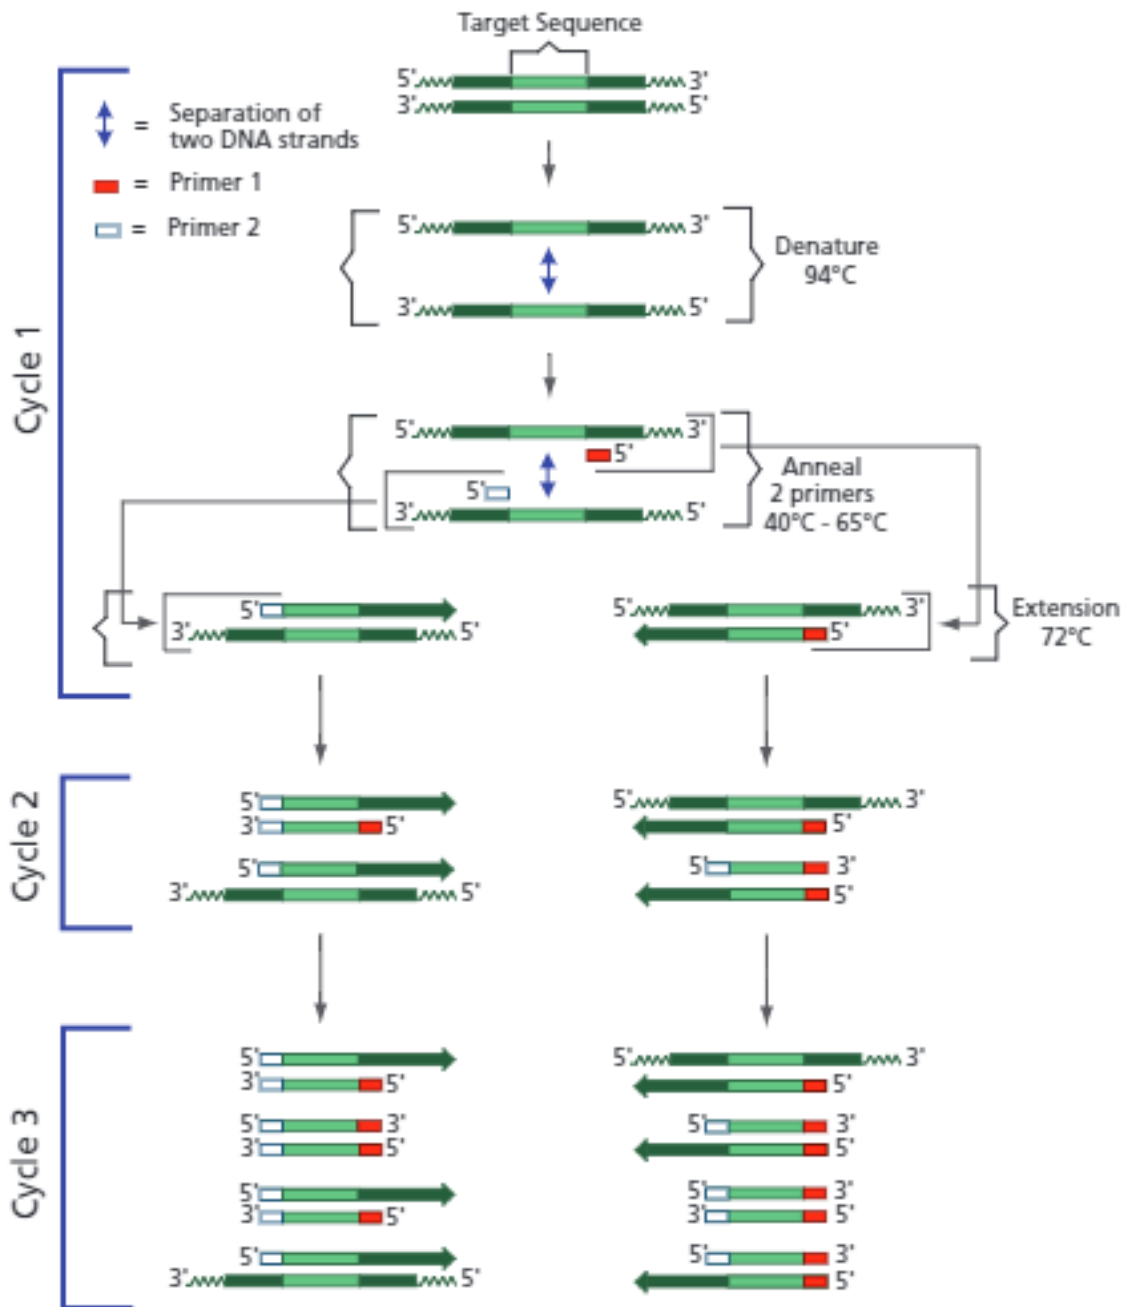 Target Sequence
5' 3'
3' 5'
= Separation of
two DNA strands
= Primer 1
= Primer 2
5' 3'
Denature
94°C
3' 5'
Cycle 1
5' 3'
5'
Anneal
2 primers
40°C - 65°C
5'
3' 5'
5' 5' 3'
3' 5' 5'
Extension
72°C
Cycle 2
5' 5' 3'
3' 5' 5'
5' 5' 3'
3' 5' 5'
Cycle 3
5' 5' 3'
3' 5' 5'
5' 3' 5' 3'
3' 5' 5'
5' 5' 3'
3' 5' 3' 5'
5' 5' 3'
3' 5' 5'